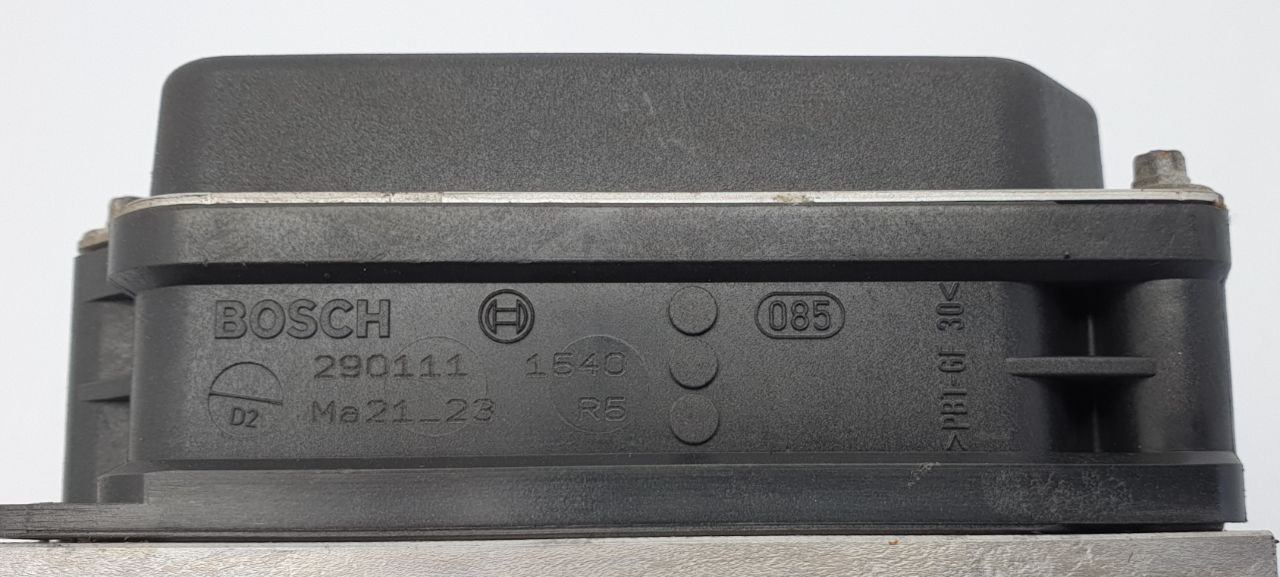 BOSCH
085
290111 1540
D2
Ma21_23 R5
>PBT-GF 30<